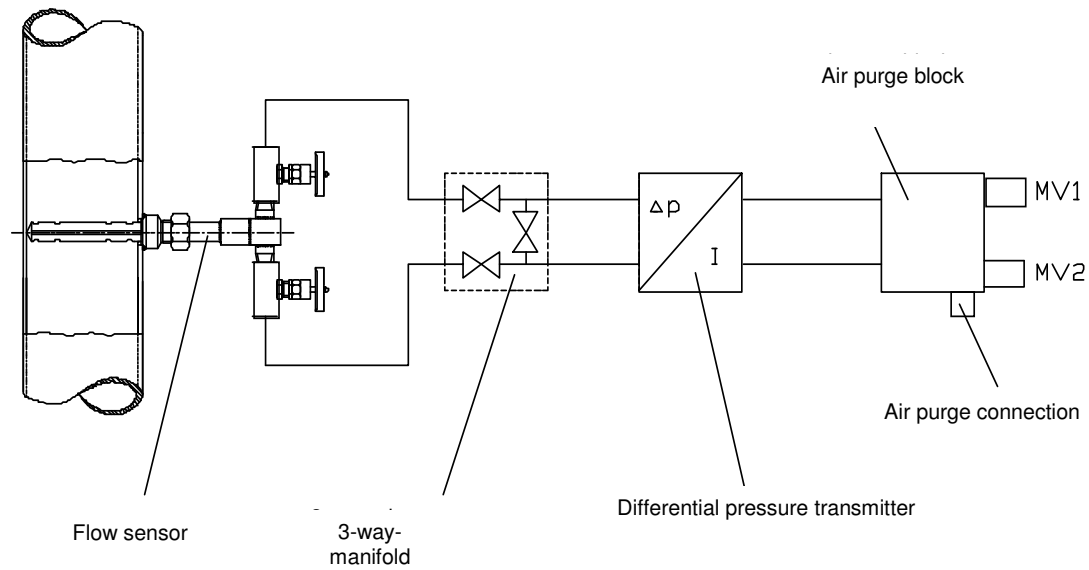 Air purge block
MV1
Δp
I
MV2
Air purge connection
Differential pressure transmitter
Flow sensor
3-way-
manifold